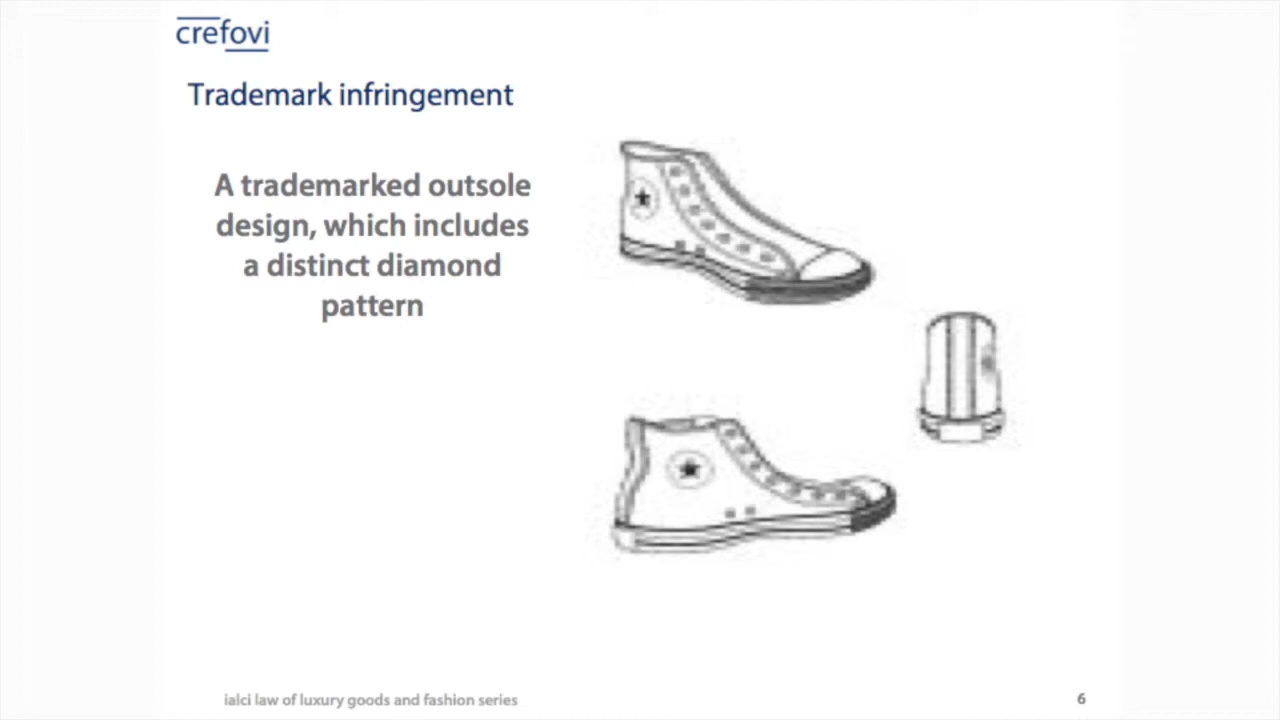 crefovi
Trademark infringement
A trademarked outsole
design, which includes
a distinct diamond
pattern
ialci law of luxury goods and fashion series
6